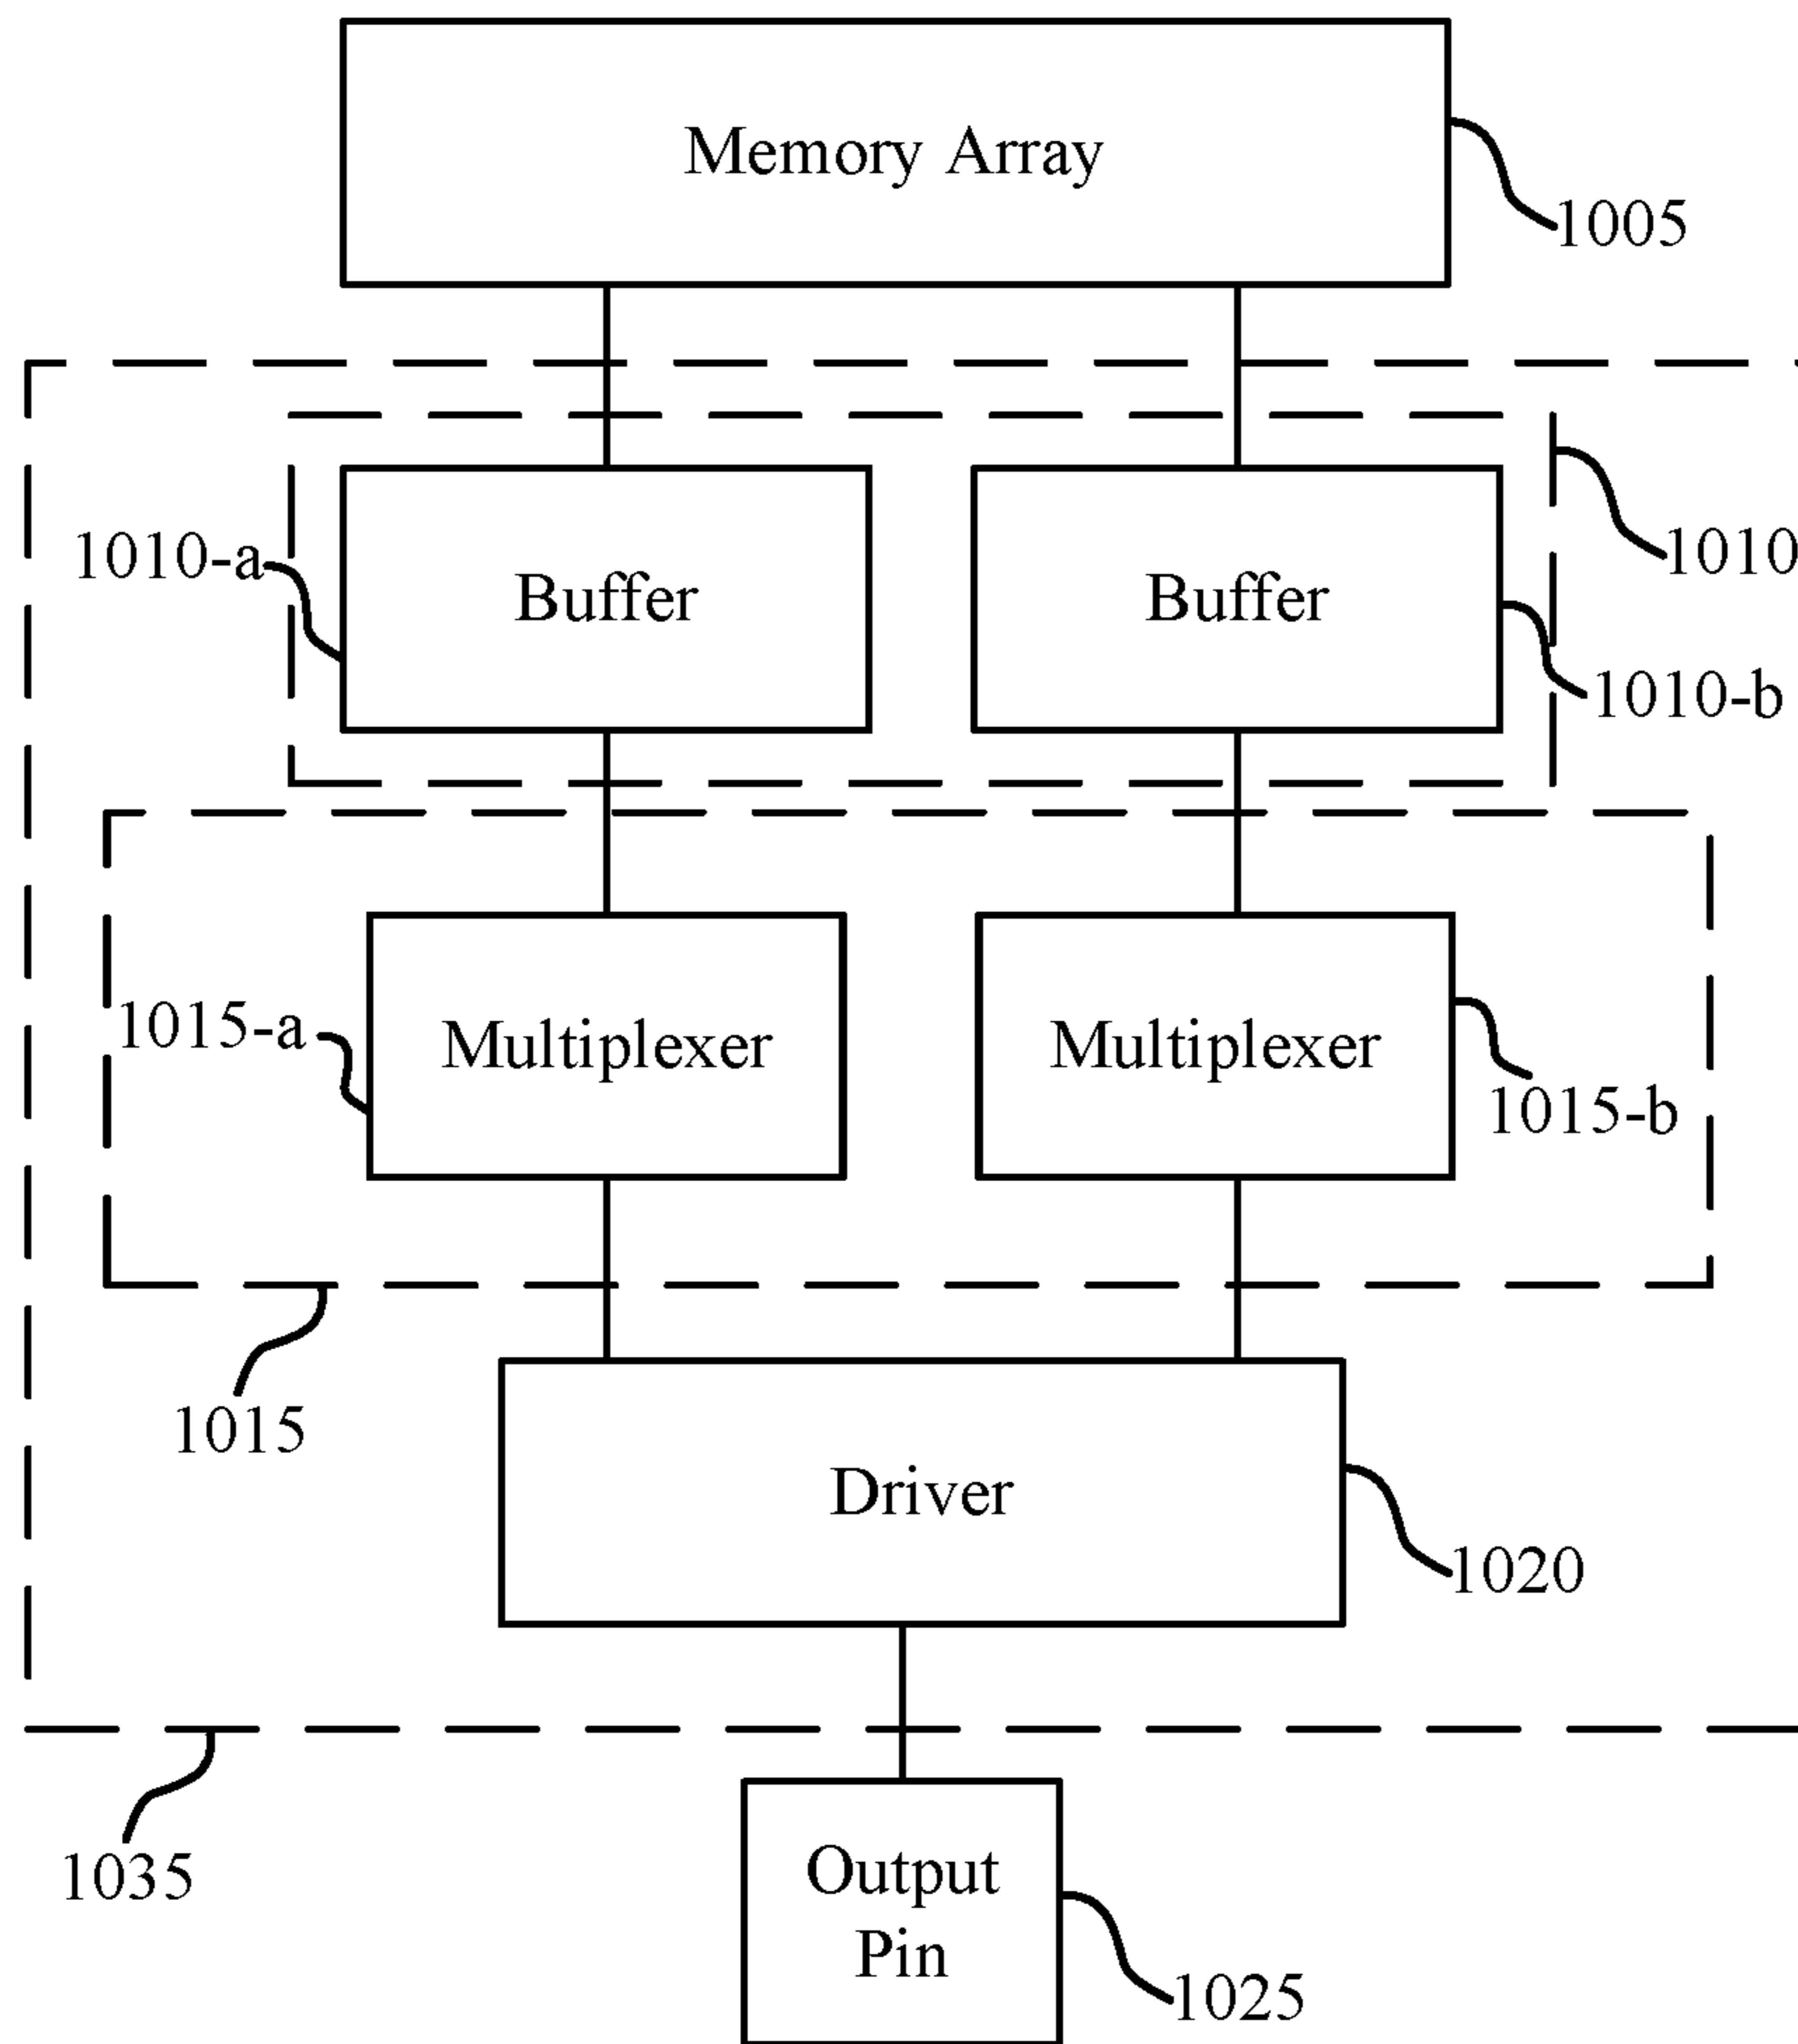 Memory Array
1005
1010-a
Buffer
Buffer
1010
1010-b
1015-a
Multiplexer
Multiplexer
1015-b
1015
Driver
1020
1035
Output
Pin
1025